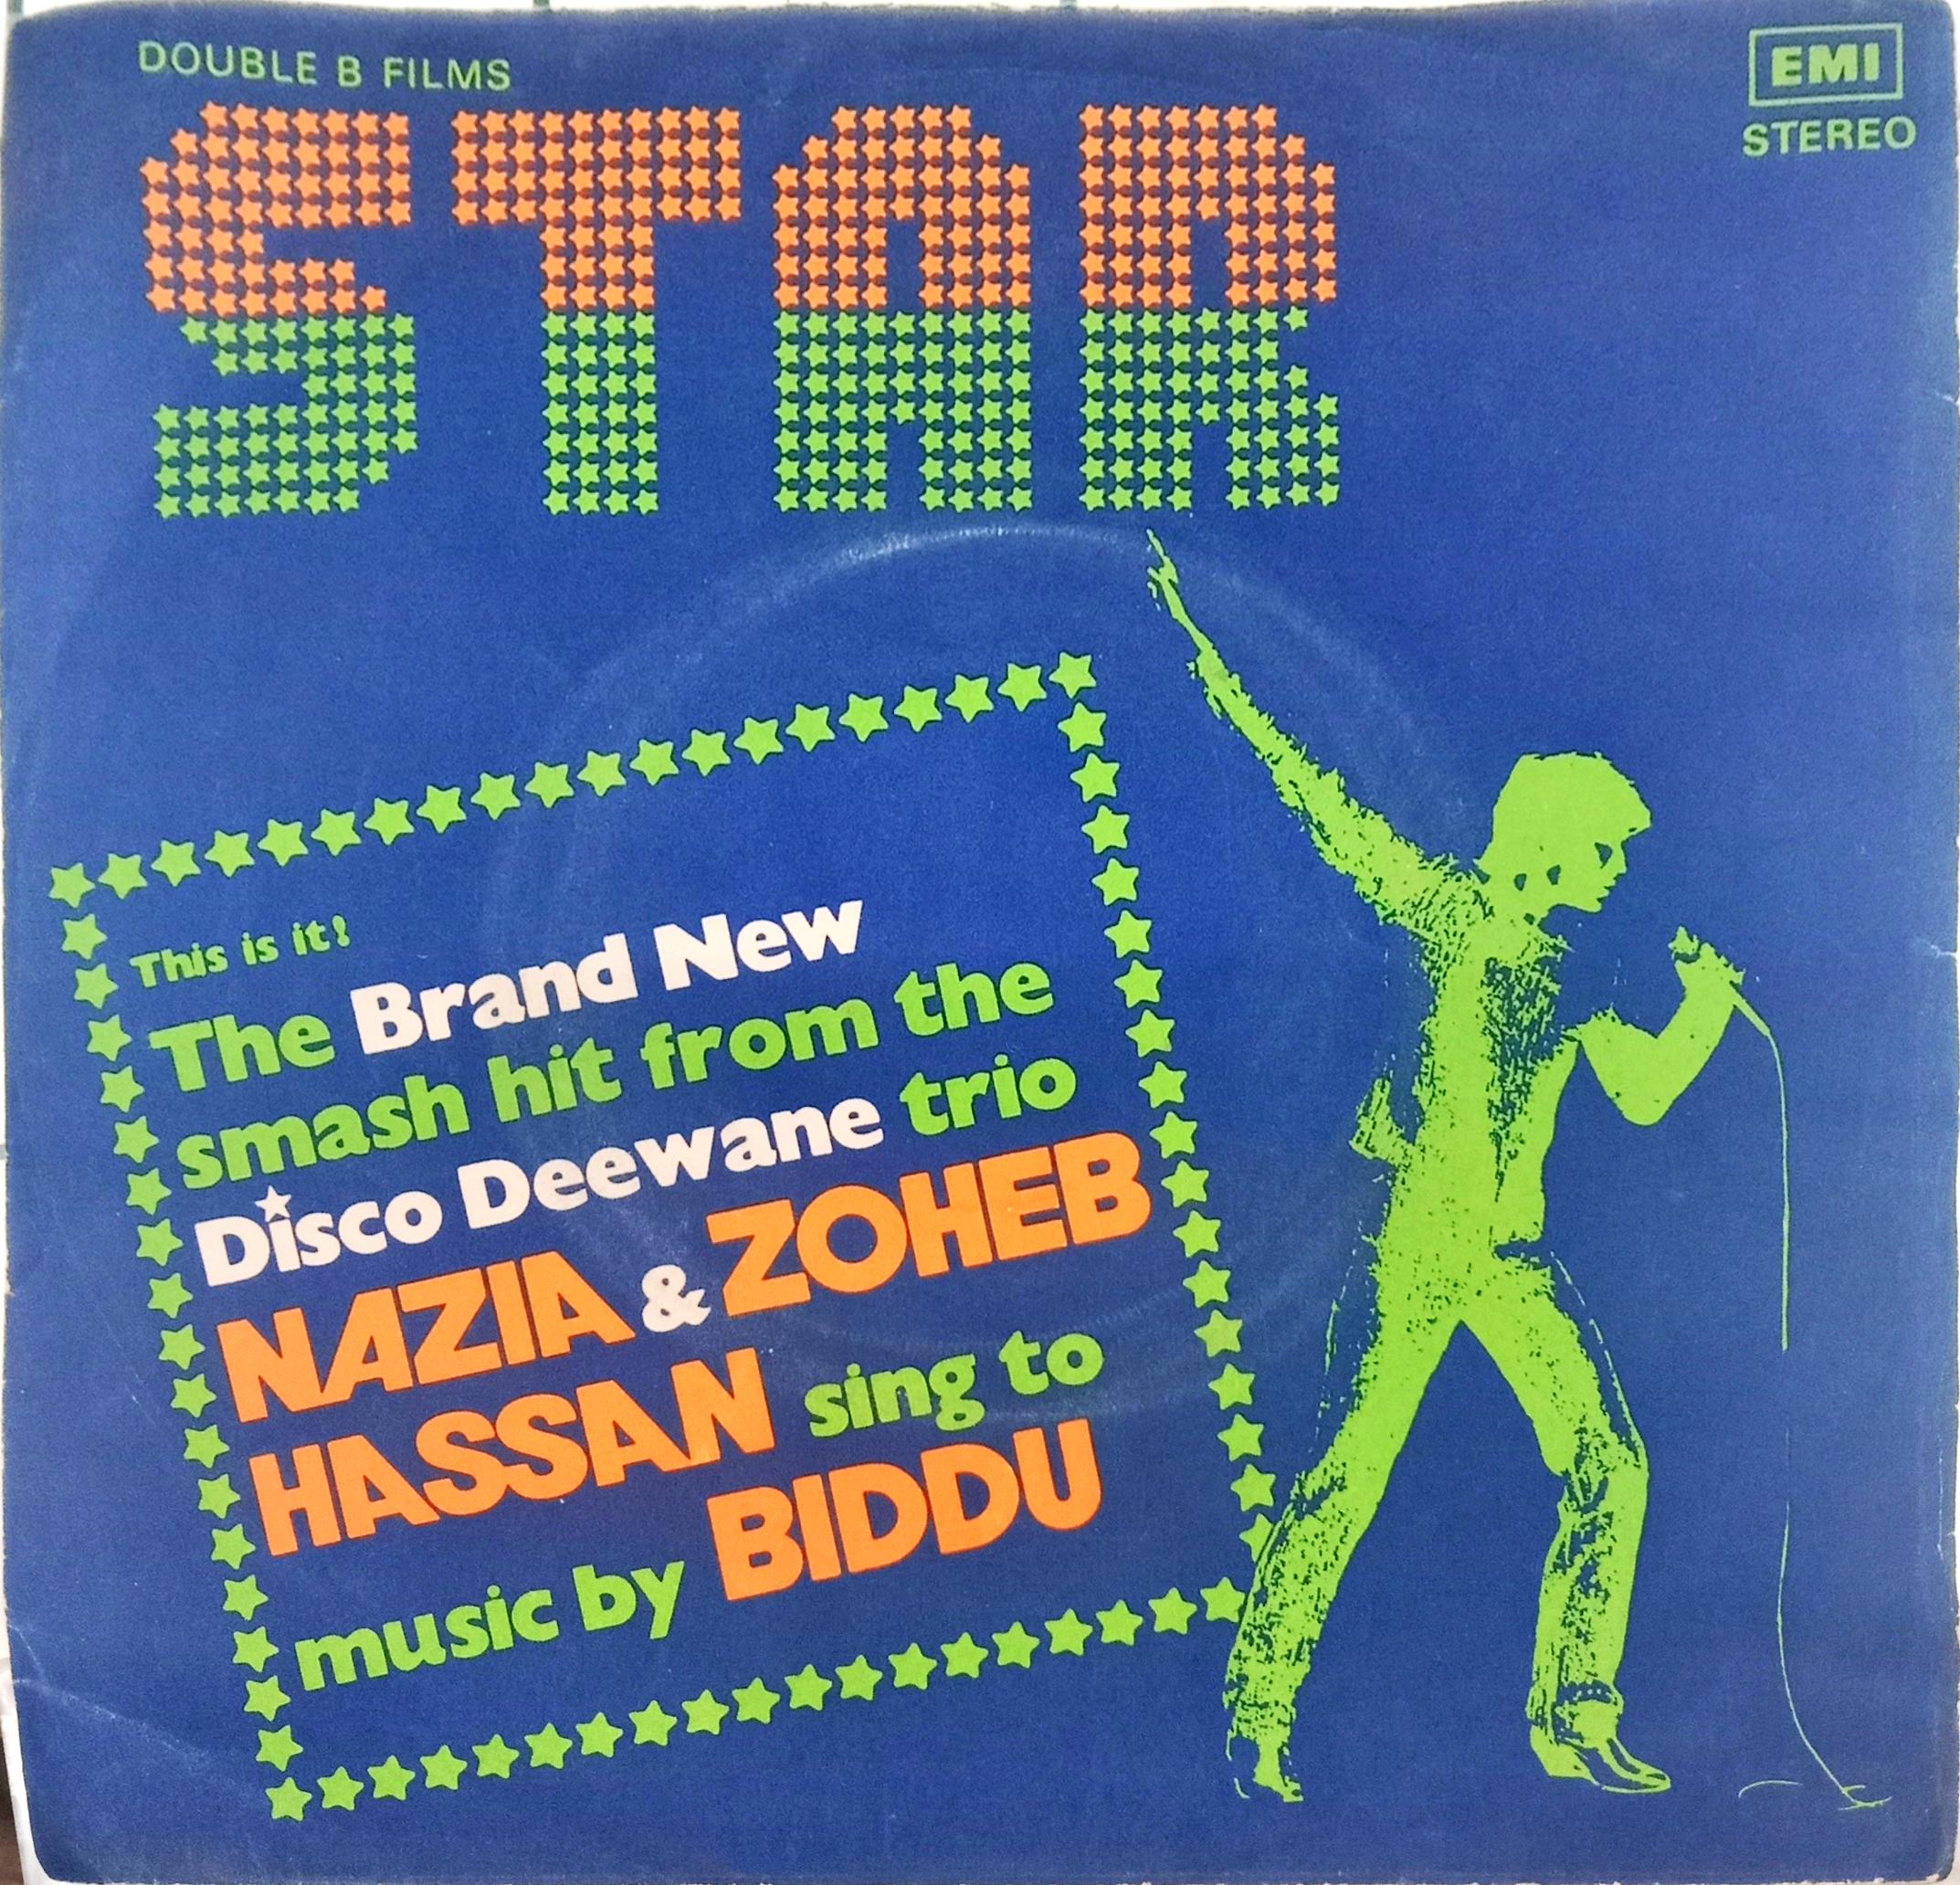 DOUBLE B FILMS
EMI
STEREO
STAR
This is it!
The Brand New
smash hit from the
Disco Deewane trio
NAZIA & ZOHEB
HASSAN sing to
music by BIDDU